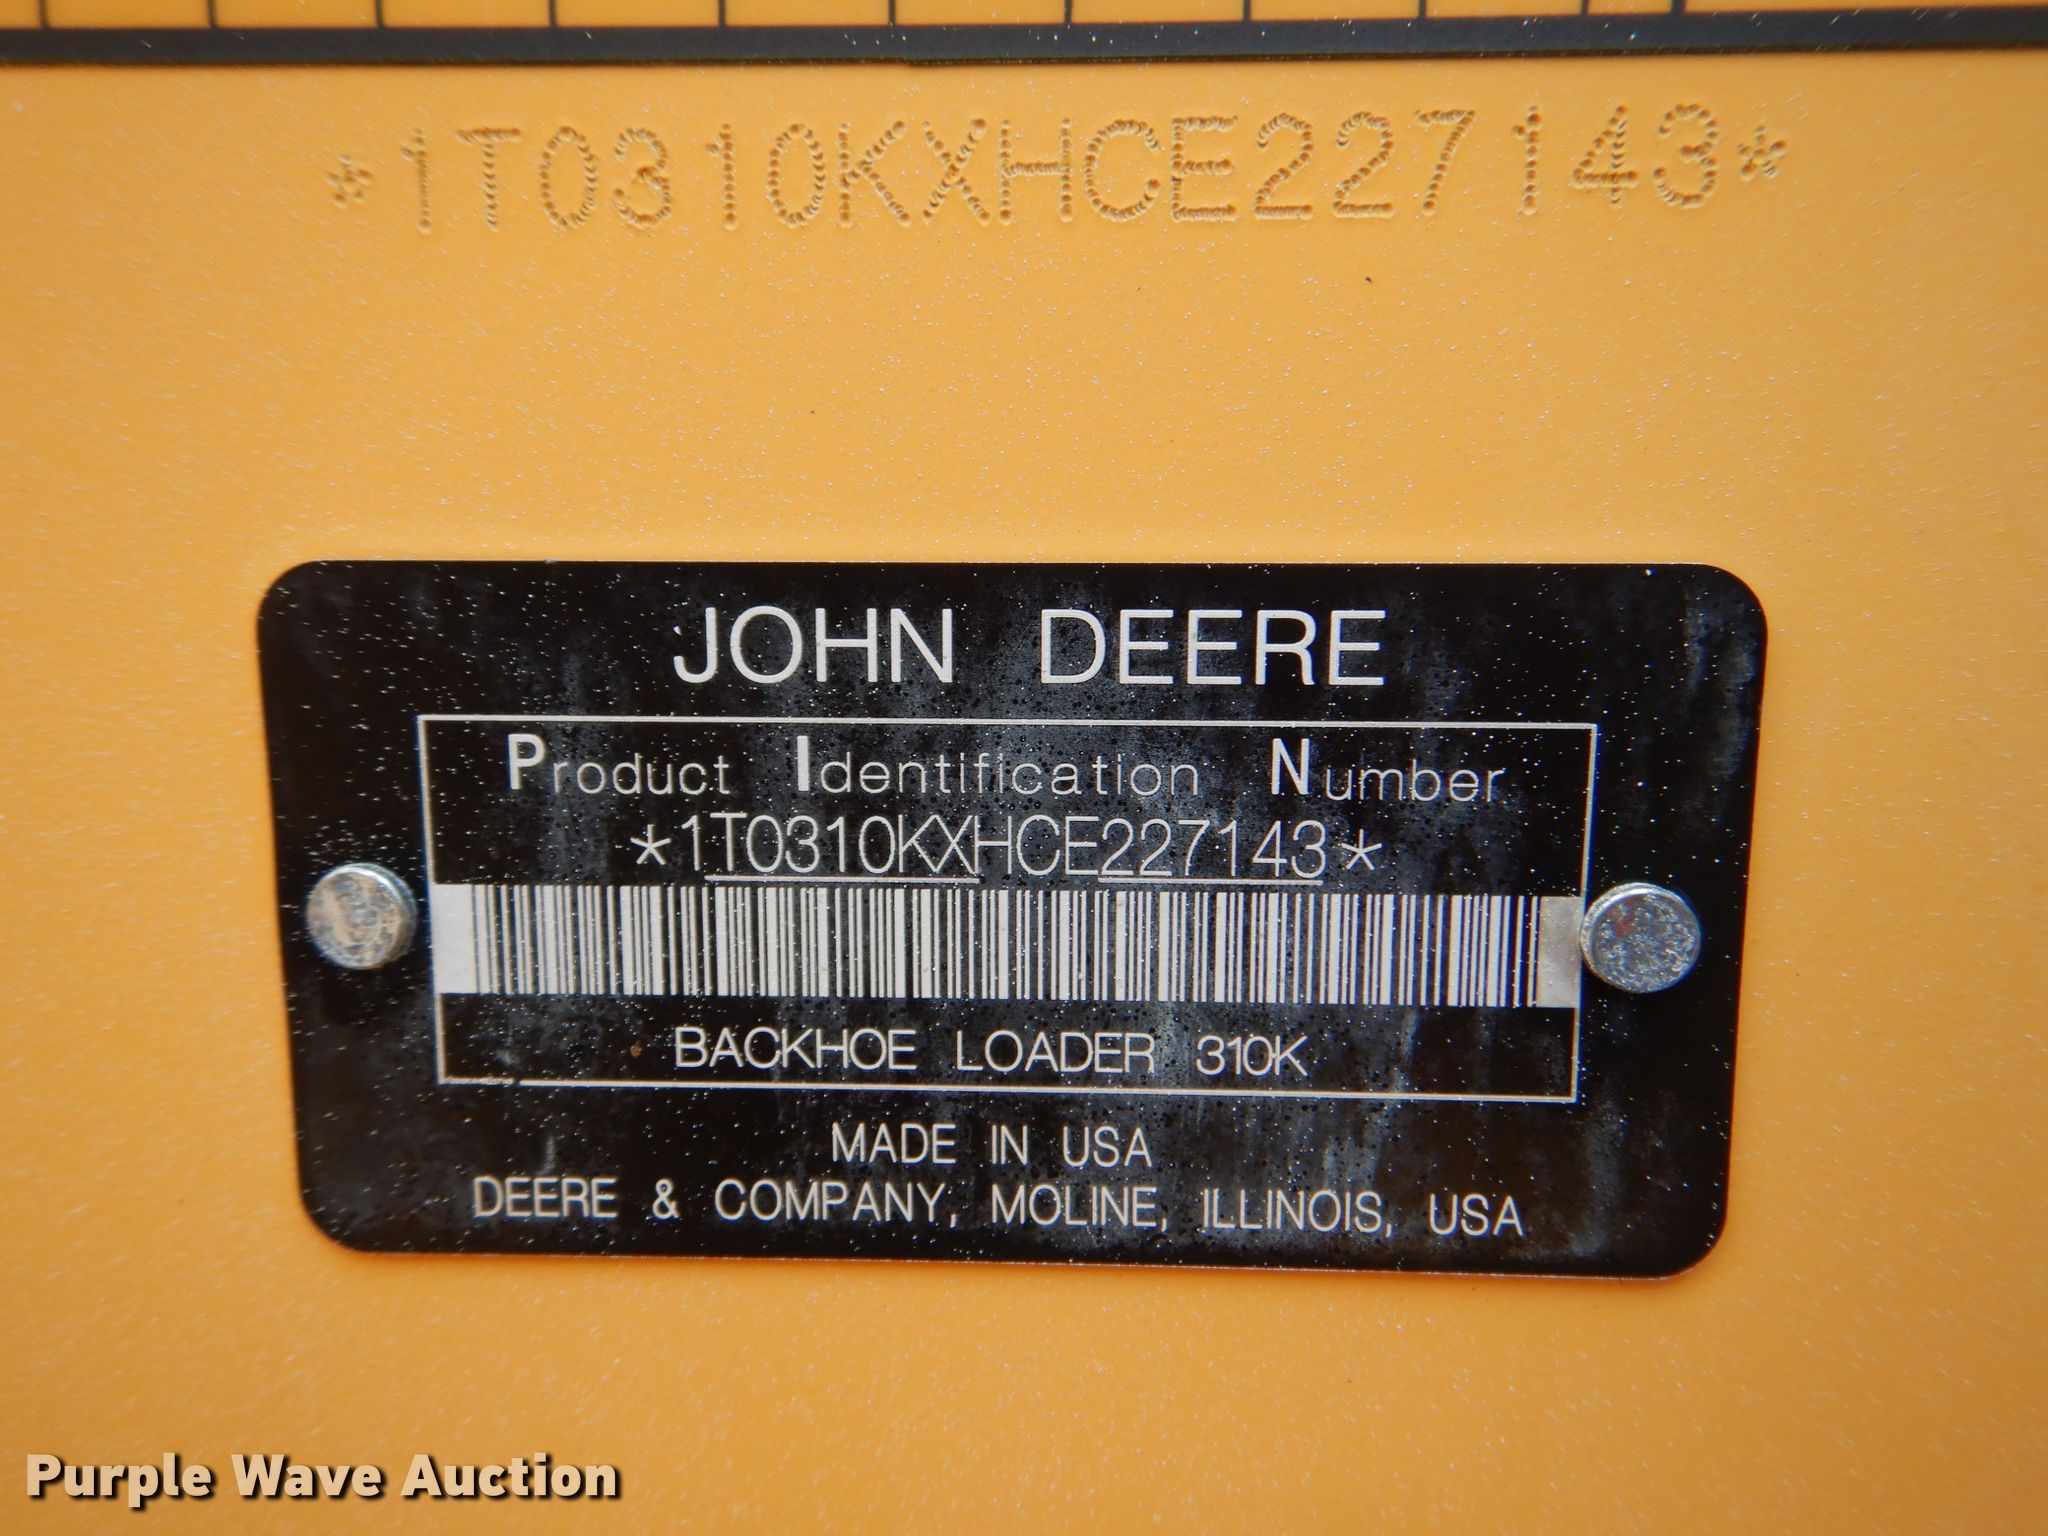 *1T0310KXHCE227143*
JOHN DEERE
Product Identification Number
*1T0310KXHCE227143*
BACKHOE LOADER 310K
MADE IN USA
DEERE & COMPANY, MOLINE, ILLINOIS, USA
Purple Wave Auction